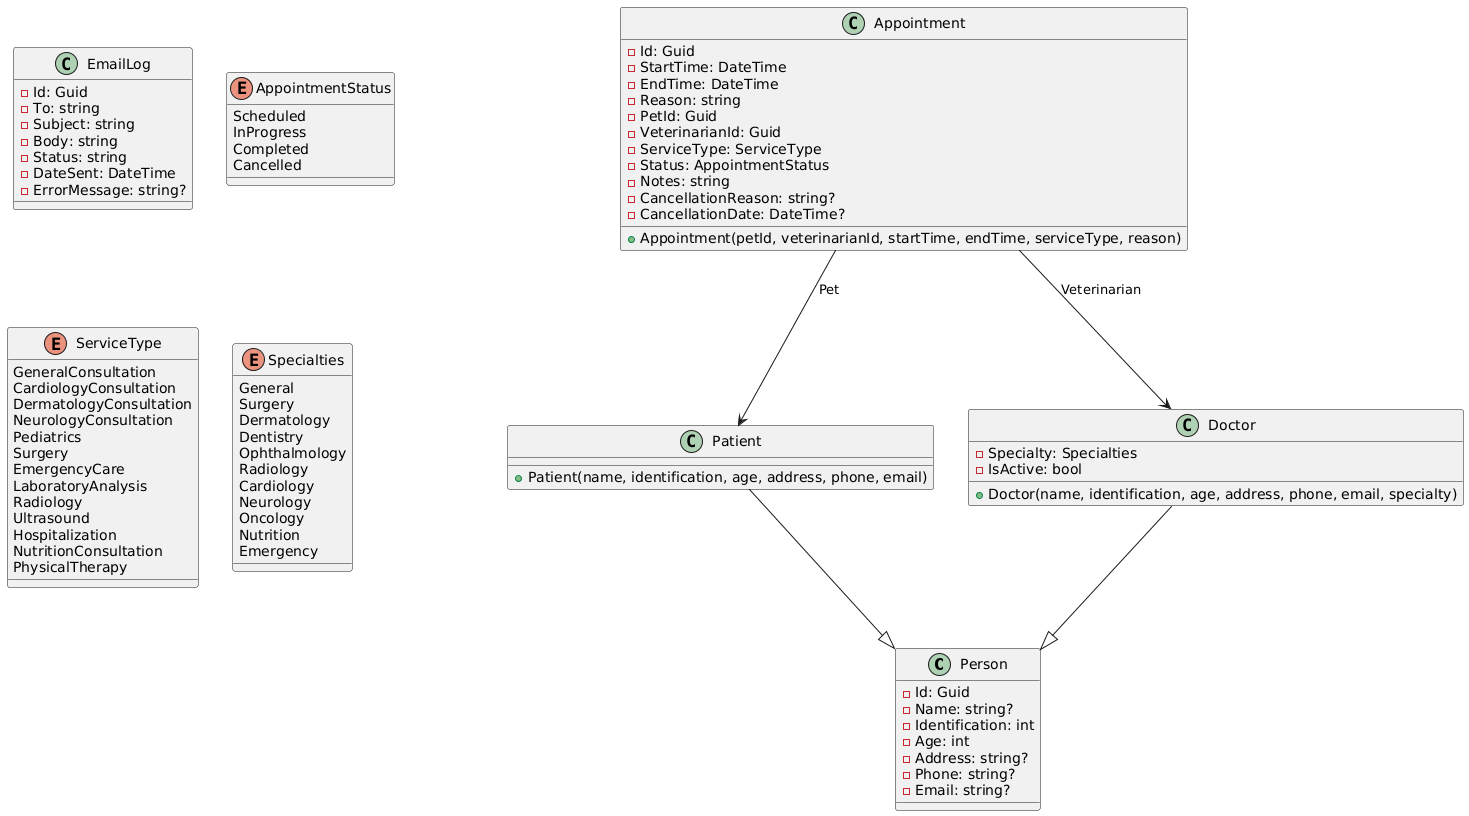 EmailLog
Id: Guid
To: string
Subject: string
Body: string
Status: string
DateSent: DateTime
ErrorMessage: string?
AppointmentStatus
Scheduled
InProgress
Completed
Cancelled
Appointment
Id: Guid
StartTime: DateTime
EndTime: DateTime
Reason: string
PetId: Guid
VeterinarianId: Guid
ServiceType: ServiceType
Status: AppointmentStatus
Notes: string
CancellationReason: string?
CancellationDate: DateTime?
Appointment(petId, veterinarianId, startTime, endTime, serviceType, reason)
Pet
Veterinarian
ServiceType
GeneralConsultation
CardiologyConsultation
DermatologyConsultation
NeurologyConsultation
Pediatrics
Surgery
EmergencyCare
LaboratoryAnalysis
Radiology
Ultrasound
Hospitalization
NutritionConsultation
PhysicalTherapy
Specialties
General
Surgery
Dermatology
Dentistry
Ophthalmology
Radiology
Cardiology
Neurology
Oncology
Nutrition
Emergency
Patient
Patient(name, identification, age, address, phone, email)
Doctor
Specialty: Specialties
IsActive: bool
Doctor(name, identification, age, address, phone, email, specialty)
Person
Id: Guid
Name: string?
Identification: int
Age: int
Address: string?
Phone: string?
Email: string?